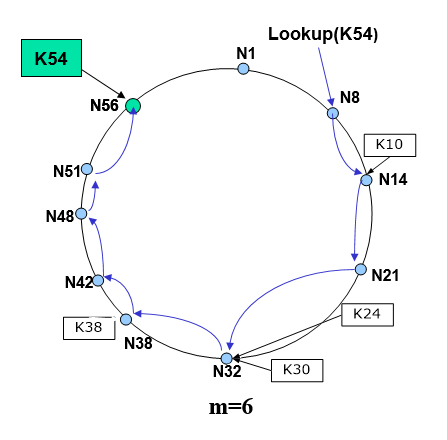 Lookup(K54)
K54
N1
N56
N8
K10
N14
N51
N48
N21
N42
K24
K38
N38
N32
K30
m=6